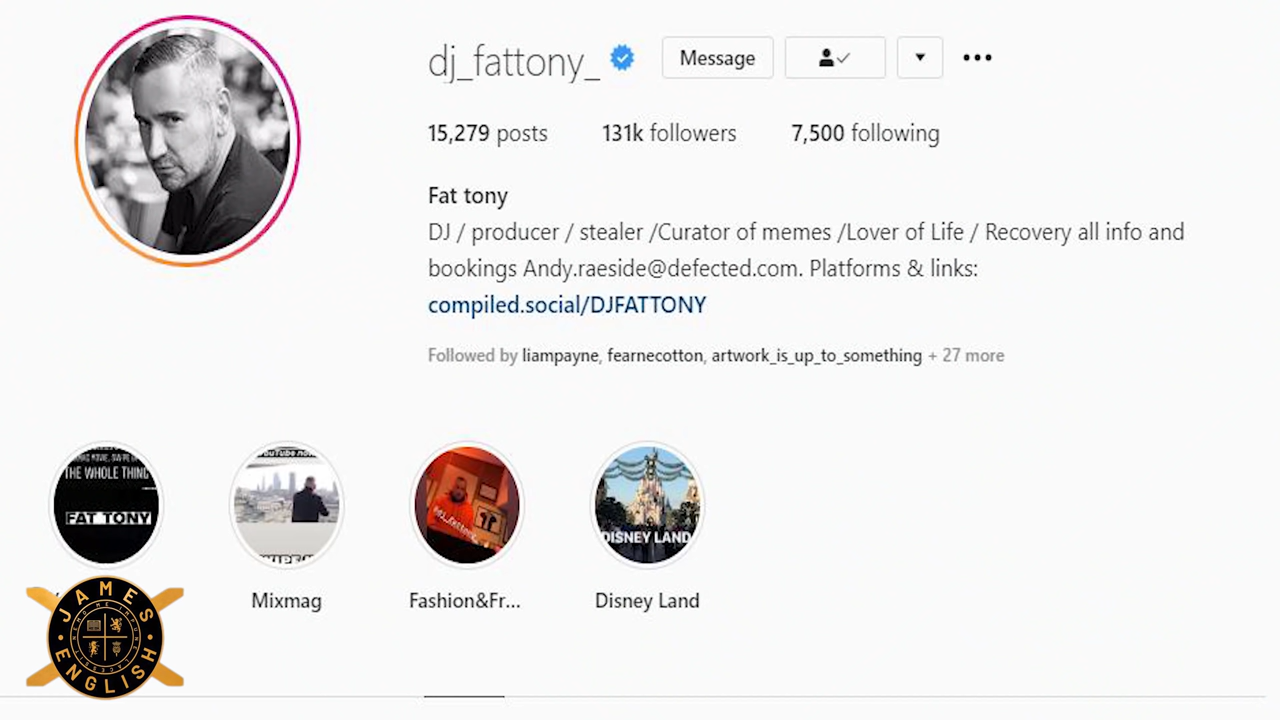 dj_fattony_
Message
15,279 posts 131k followers 7,500 following
Fat tony
DJ / producer / stealer /Curator of memes /Lover of Life / Recovery all info and
bookings Andy.raeside@defected.com. Platforms & links:
compiled.social/DJFATTONY
Followed by liampayne, fearnecotton, artwork_is_up_to_something + 27 more
THE WHOLE THING
FAT TONY
DISNEY LAND
Mixmag
Fashion&Fr...
Disney Land
JAMES
ENGLISH